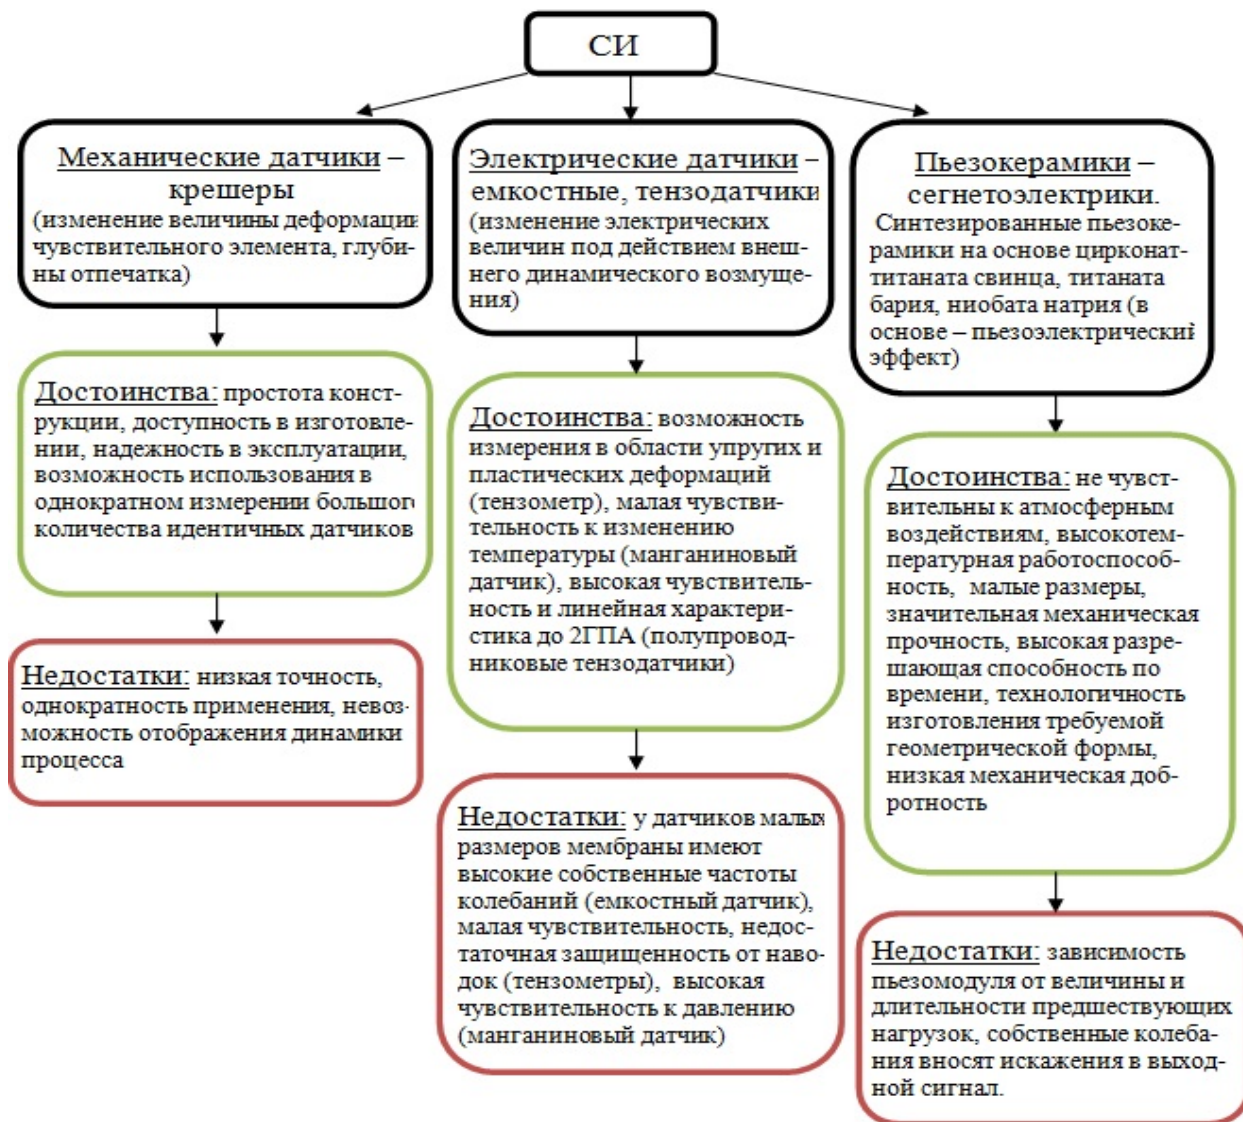 СИ
Механические датчики –
крешеры
(изменение величины деформации
чувствительного элемента, глуби-
ны отпечатка)
Достоинства: простота конст-
рукции, доступность в изготовле-
нии, надежность в эксплуатации,
возможность использования в
однократном измерении большого
количества идентичных датчиков
Недостатки: низкая точность,
однократность применения, невоз-
можность отображения динамики
процесса
Электрические датчики –
емкостные, тензодатчики
(изменение электрических
величин под действием внеш-
него динамического возмуще-
ния)
Достоинства: возможность
измерения в области упругих и
пластических деформаций
(тензометр), малая чувстви-
тельность к изменению
температуры (манганиновый
датчик), высокая чувствитель-
ность и линейная характери-
стика до 2ГПА (полупровод-
никовые тензодатчики)
Недостатки: у датчиков малых
размеров мембраны имеют
высокие собственные частоты
колебаний (емкостный датчик),
малая чувствительность, недос-
таточная защищенность от наво-
док (тензометры), высокая
чувствительность к давлению
(манганиновый датчик)
Пьезокерамики –
сегнетоэлектрики.
Синтезированные пьезоке-
рамики на основе цирконат-
титаната свинца, титаната
бария, ниобата натрия (в
основе – пьезоэлектрический
эффект)
Достоинства: не чувст-
вительны к атмосферным
воздействиям, высокотем-
пературная работоспособ-
ность, малые размеры,
значительная механическая
прочность, высокая разре-
шающая способность по
времени, технологичность
изготовления требуемой
геометрической формы,
низкая механическая доб-
ротность
Недостатки: зависимость
пьезомодуля от величины и
длительности предшествующих
нагрузок, собственные колеба-
ния вносят искажения в выход-
ной сигнал.